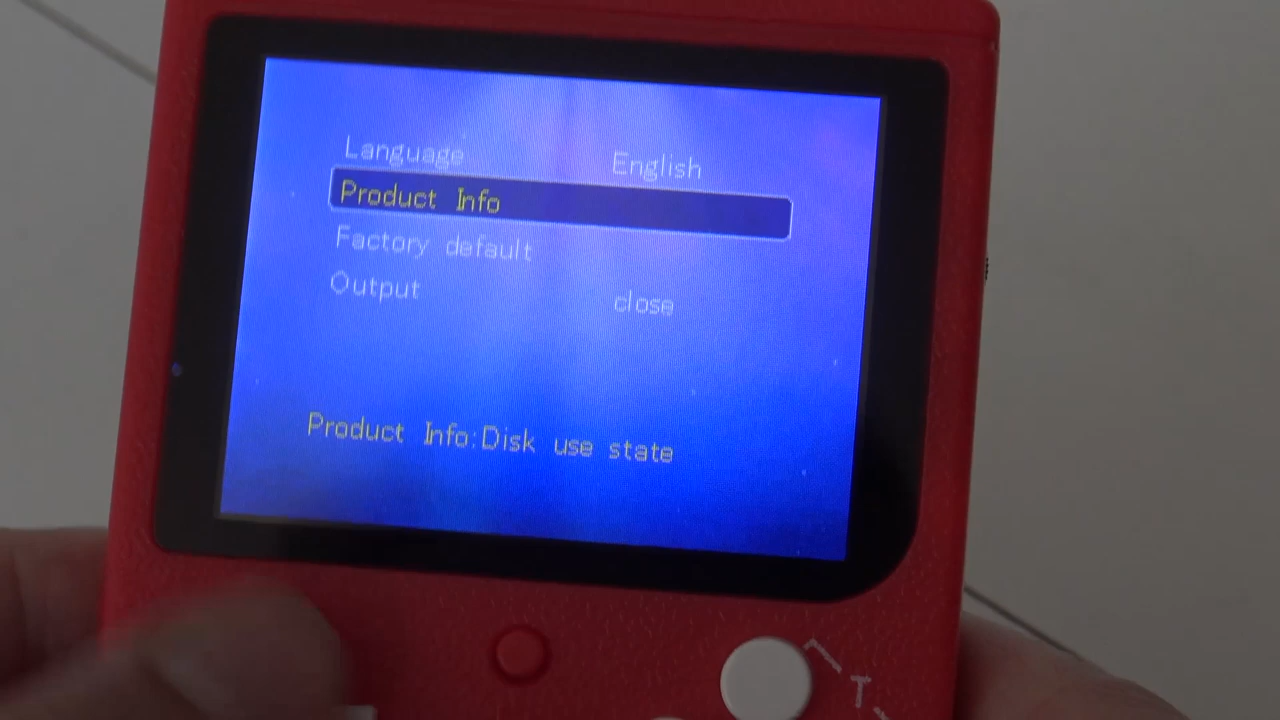 Language English
Product Info
Factory default
Output close
Product Info:Disk use state
T